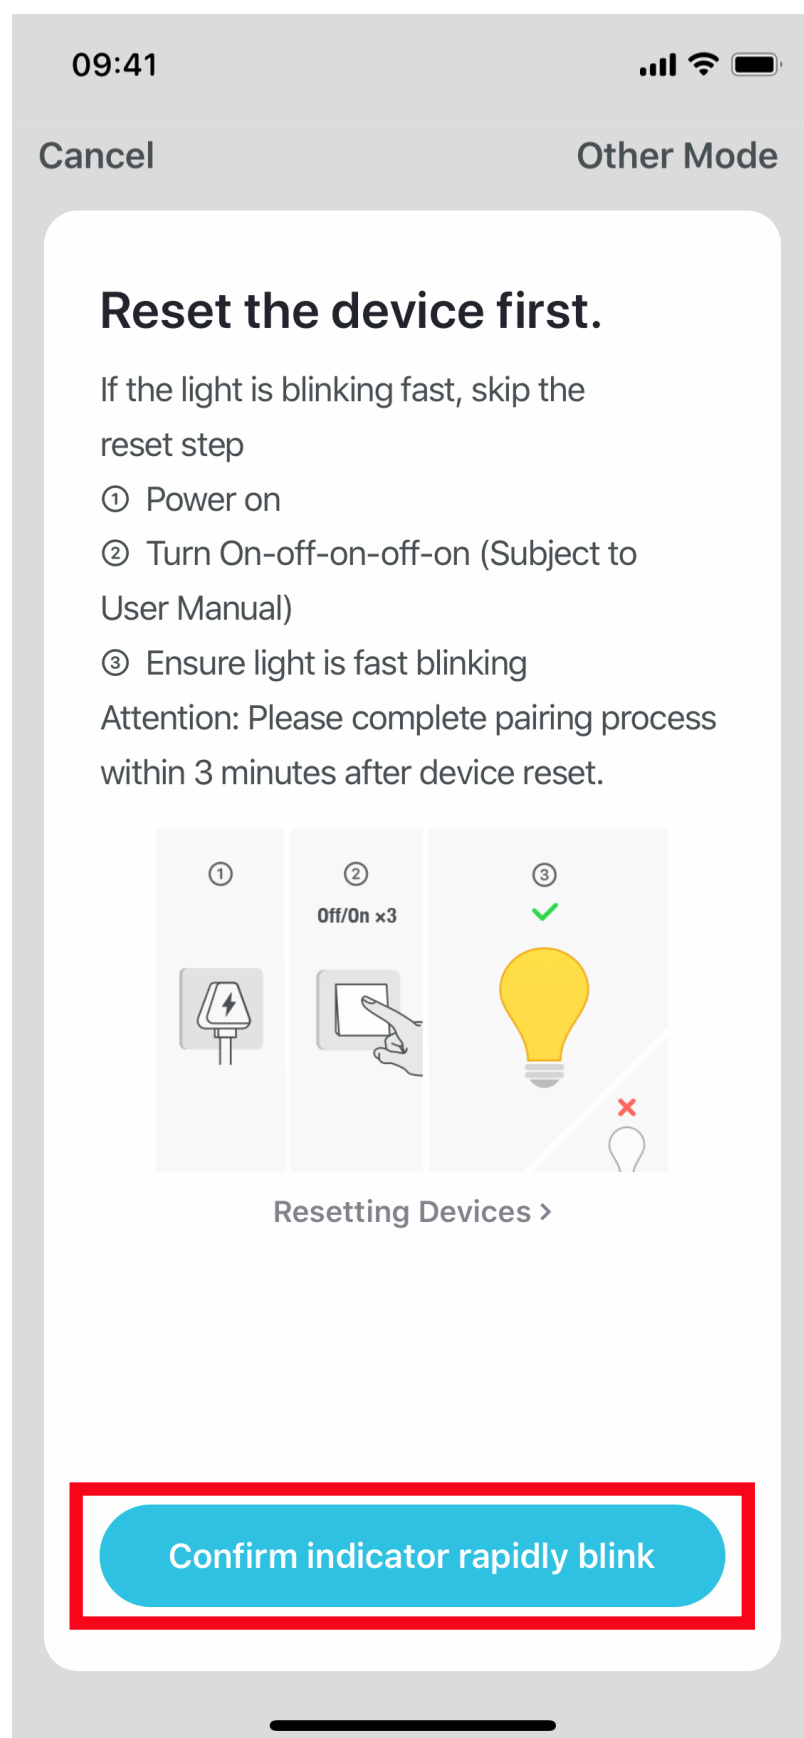 09:41
Cancel
Other Mode
Reset the device first.
If the light is blinking fast, skip the
reset step
① Power on
② Turn On-off-on-off-on (Subject to
User Manual)
③ Ensure light is fast blinking
Attention: Please complete pairing process
within 3 minutes after device reset.
①
②
③
Off/On ×3
Resetting Devices >
Confirm indicator rapidly blink